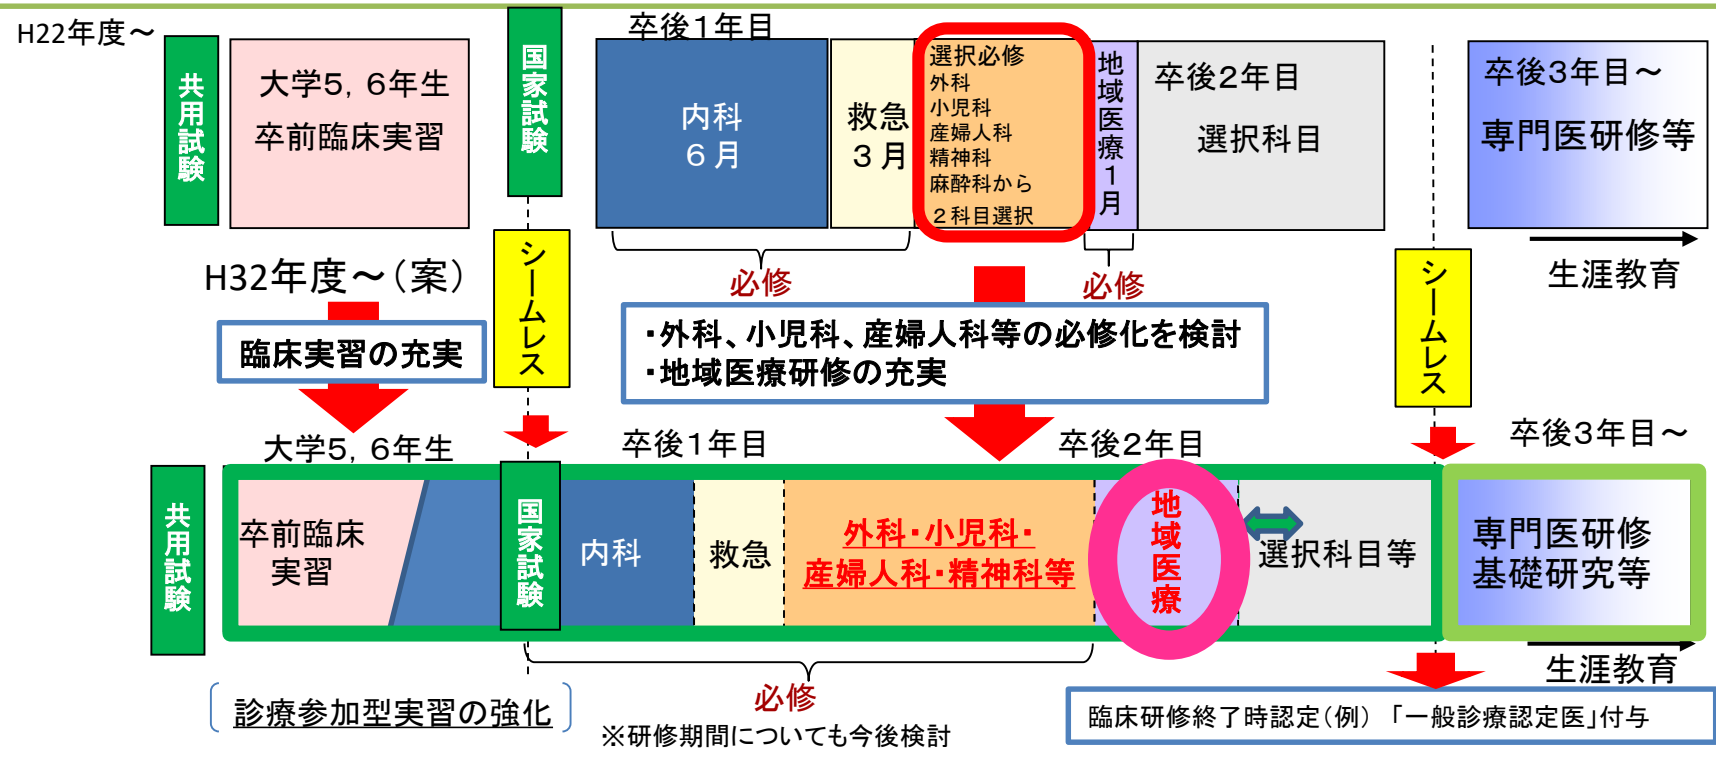 H22年度～
共用試験
大学5，6年生
卒前臨床実習
国家試験
卒後1年目
内科
６月
救急
３月
選択必修
外科
小児科
産婦人科
精神科
麻酔科から
２科目選択
地域医療１月
卒後2年目
選択科目
卒後3年目～
専門医研修等
必修
必修
生涯教育
シームレス
シームレス
H32年度～（案）
臨床実習の充実
・外科、小児科、産婦人科等の必修化を検討
・地域医療研修の充実
大学5，6年生
卒後1年目
卒後2年目
卒後3年目～
共用試験
卒前臨床
実習
国家試験
内科
救急
外科・小児科・
産婦人科・精神科等
地域医療
選択科目等
専門医研修
基礎研究等
生涯教育
診療参加型実習の強化
必修
※研修期間についても今後検討
臨床研修終了時認定（例）「一般診療認定医」付与